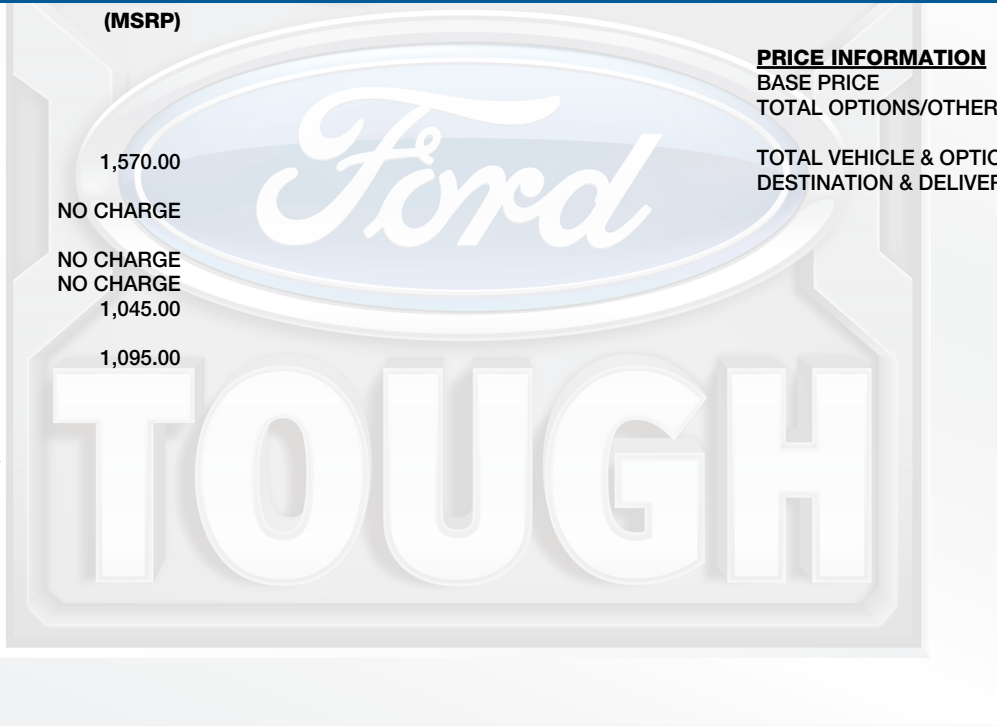 (MSRP)
1,570.00
NO CHARGE
NO CHARGE
NO CHARGE
1,045.00
1,095.00
PRICE INFORMATION
BASE PRICE
TOTAL OPTIONS/OTHER
TOTAL VEHICLE & OPTIO
DESTINATION & DELIVER
Ford
TOUGH